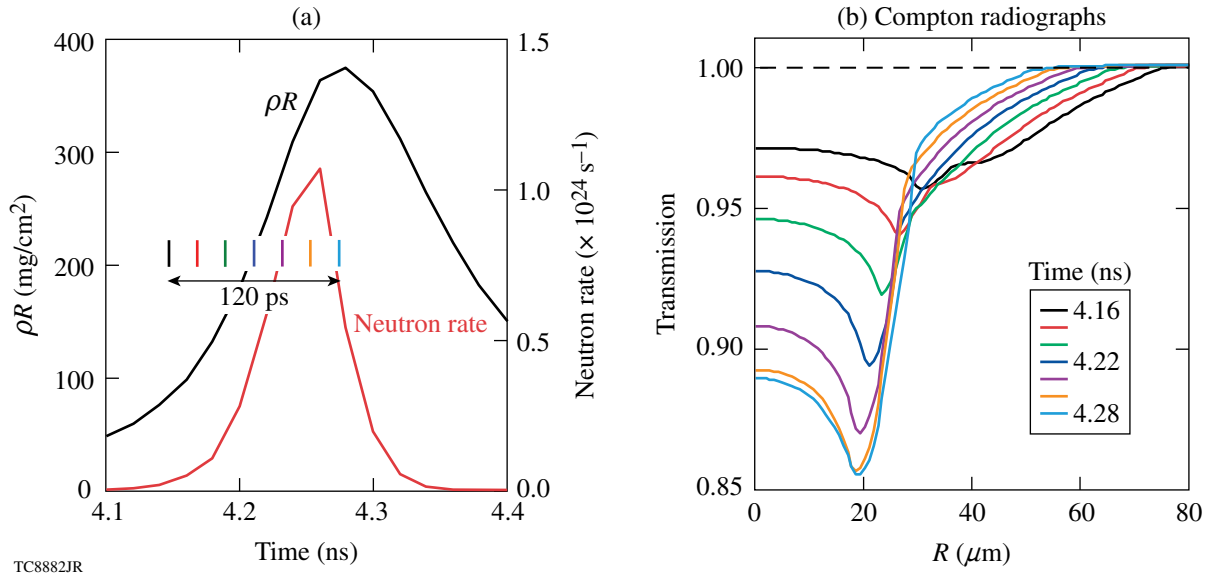 (a)
400
300
200
100
0
ρR (mg/cm²)
4.1
4.2
4.3
4.4
Time (ns)
1.5
1.0
0.5
0.0
Neutron rate (× 10²⁴ s⁻¹)
ρR
120 ps
Neutron rate
TC8882JR
(b) Compton radiographs
1.00
0.95
0.90
0.85
Transmission
0
20
40
60
80
R (μm)
Time (ns)
4.16
4.22
4.28